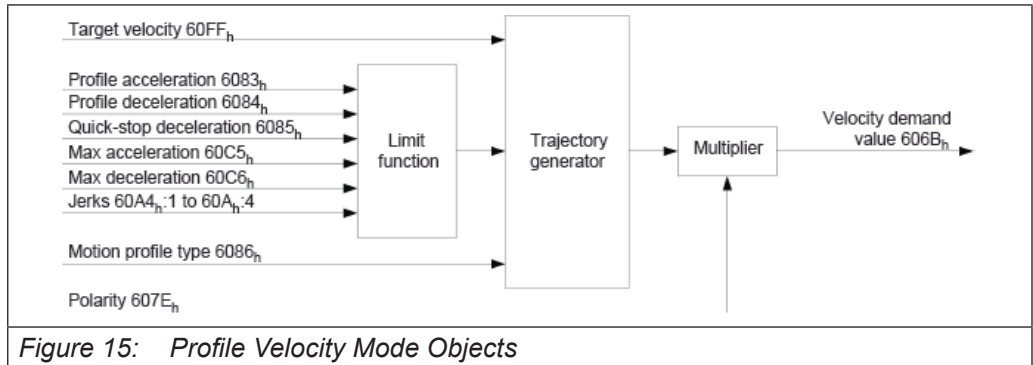 Target velocity 60FFh
Profile acceleration 6083h
Profile deceleration 6084h
Quick-stop deceleration 6085h
Max acceleration 60C5h
Max deceleration 60C6h
Jerks 60A4h:1 to 60Ah:4
Motion profile type 6086h
Polarity 607Eh
Limit
function
Trajectory
generator
Multiplier
Velocity demand
value 606Bh
Figure 15: Profile Velocity Mode Objects